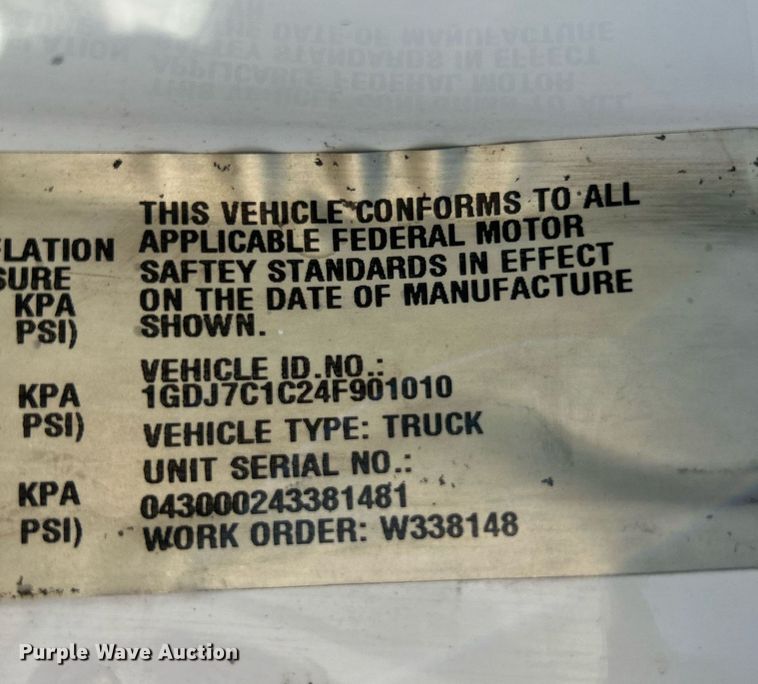 THIS VEHICLE CONFORMS TO ALL
APPLICABLE FEDERAL MOTOR
SAFTEY STANDARDS IN EFFECT
ON THE DATE OF MANUFACTURE
SHOWN.
VEHICLE ID.NO.:
1GDJ7C1C24F901010
VEHICLE TYPE: TRUCK
UNIT SERIAL NO.:
043000243381481
WORK ORDER: W338148
FLATION
SURE
KPA
PSI)
KPA
PSI)
KPA
PSI)
Purple Wave Auction